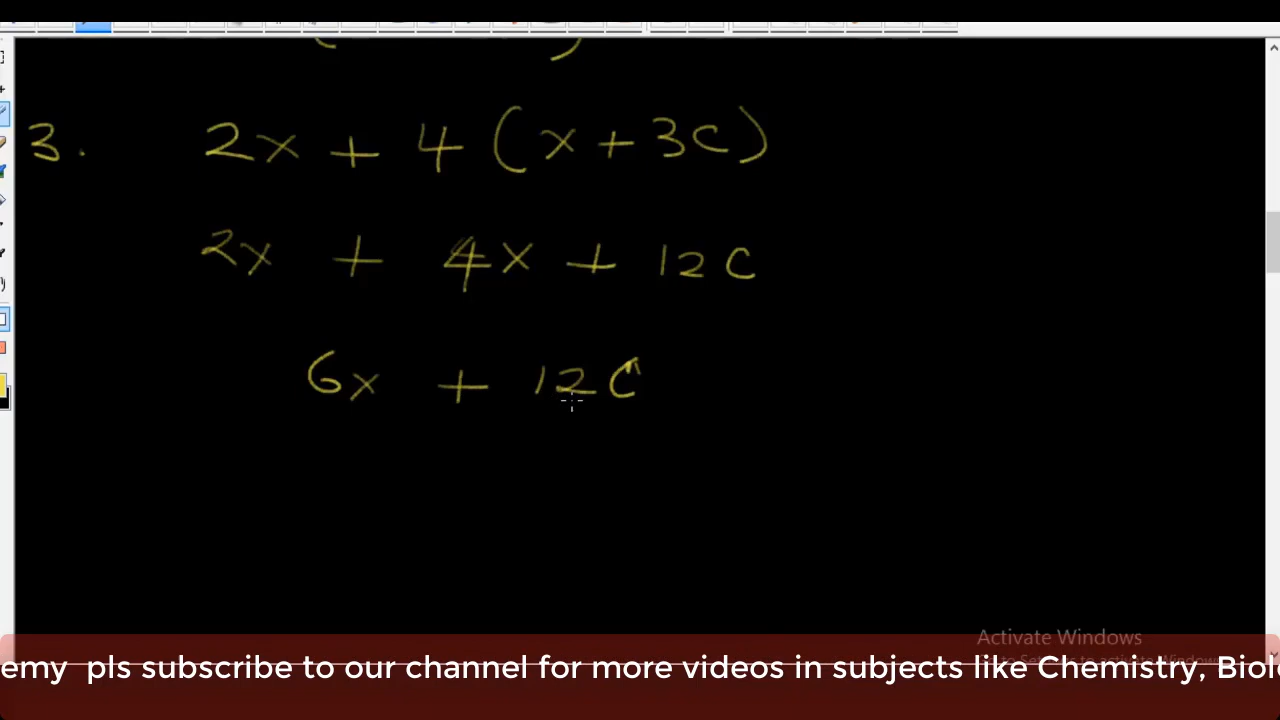 3. 2x + 4 (x + 3c)
2x + 4x + 12c
6x + 12c
Activate Windows
emy pls subscribe to our channel for more videos in subjects like Chemistry, Biol